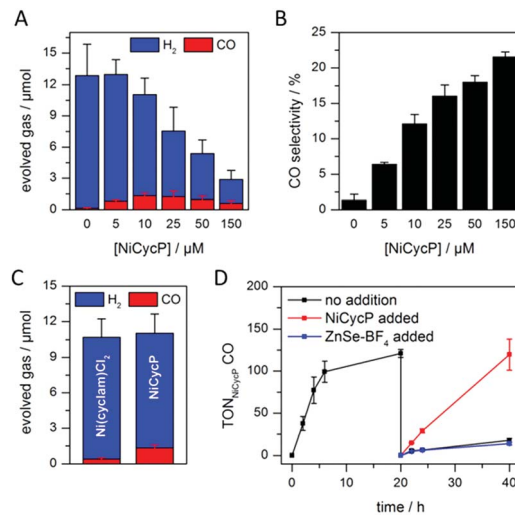 A
H2 CO
evolved gas / μmol
15
12
9
6
3
0
0 5 10 25 50 150
[NiCycP] / μM
B
CO selectivity / %
25
20
15
10
5
0
0 5 10 25 50 150
[NiCycP] / μM
C
H2 CO
evolved gas / μmol
15
12
9
6
3
0
Ni(cyclam)Cl2
NiCycP
D
no addition
NiCycP added
ZnSe-BF4 added
TONNiCycP CO
200
150
100
50
0
0 10 20 30 40
time / h